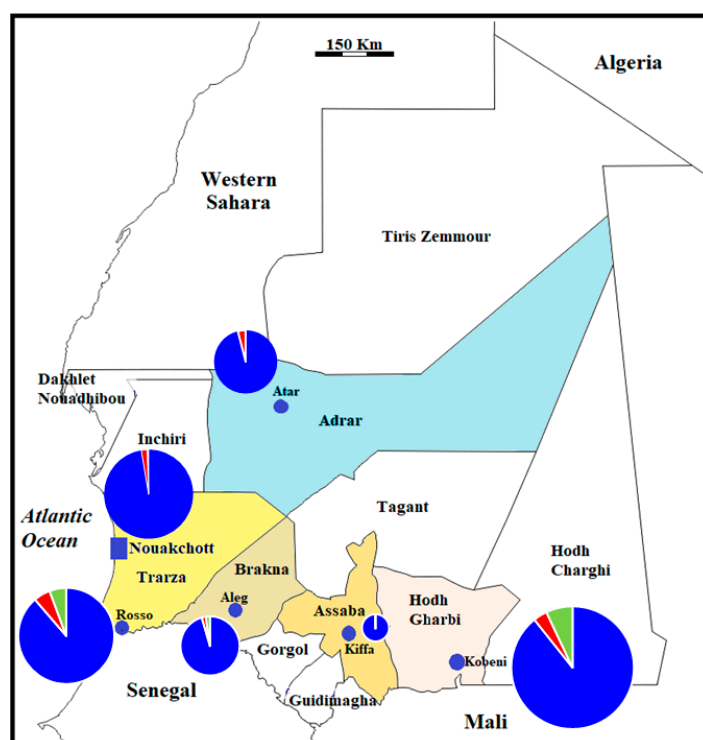 150 Km
Algeria
Western
Sahara
Tiris Zemmour
Dakhlet
Nouadhibou
Atar
Adrar
Inchiri
Tagant
Atlantic
Ocean
Nouakchott
Hodh
Charghi
Trarza
Brakna
Aleg
Assaba
Hodh
Gharbi
Rosso
Kiffa
Gorgol
Kobeni
Senegal
Guidimagha
Mali